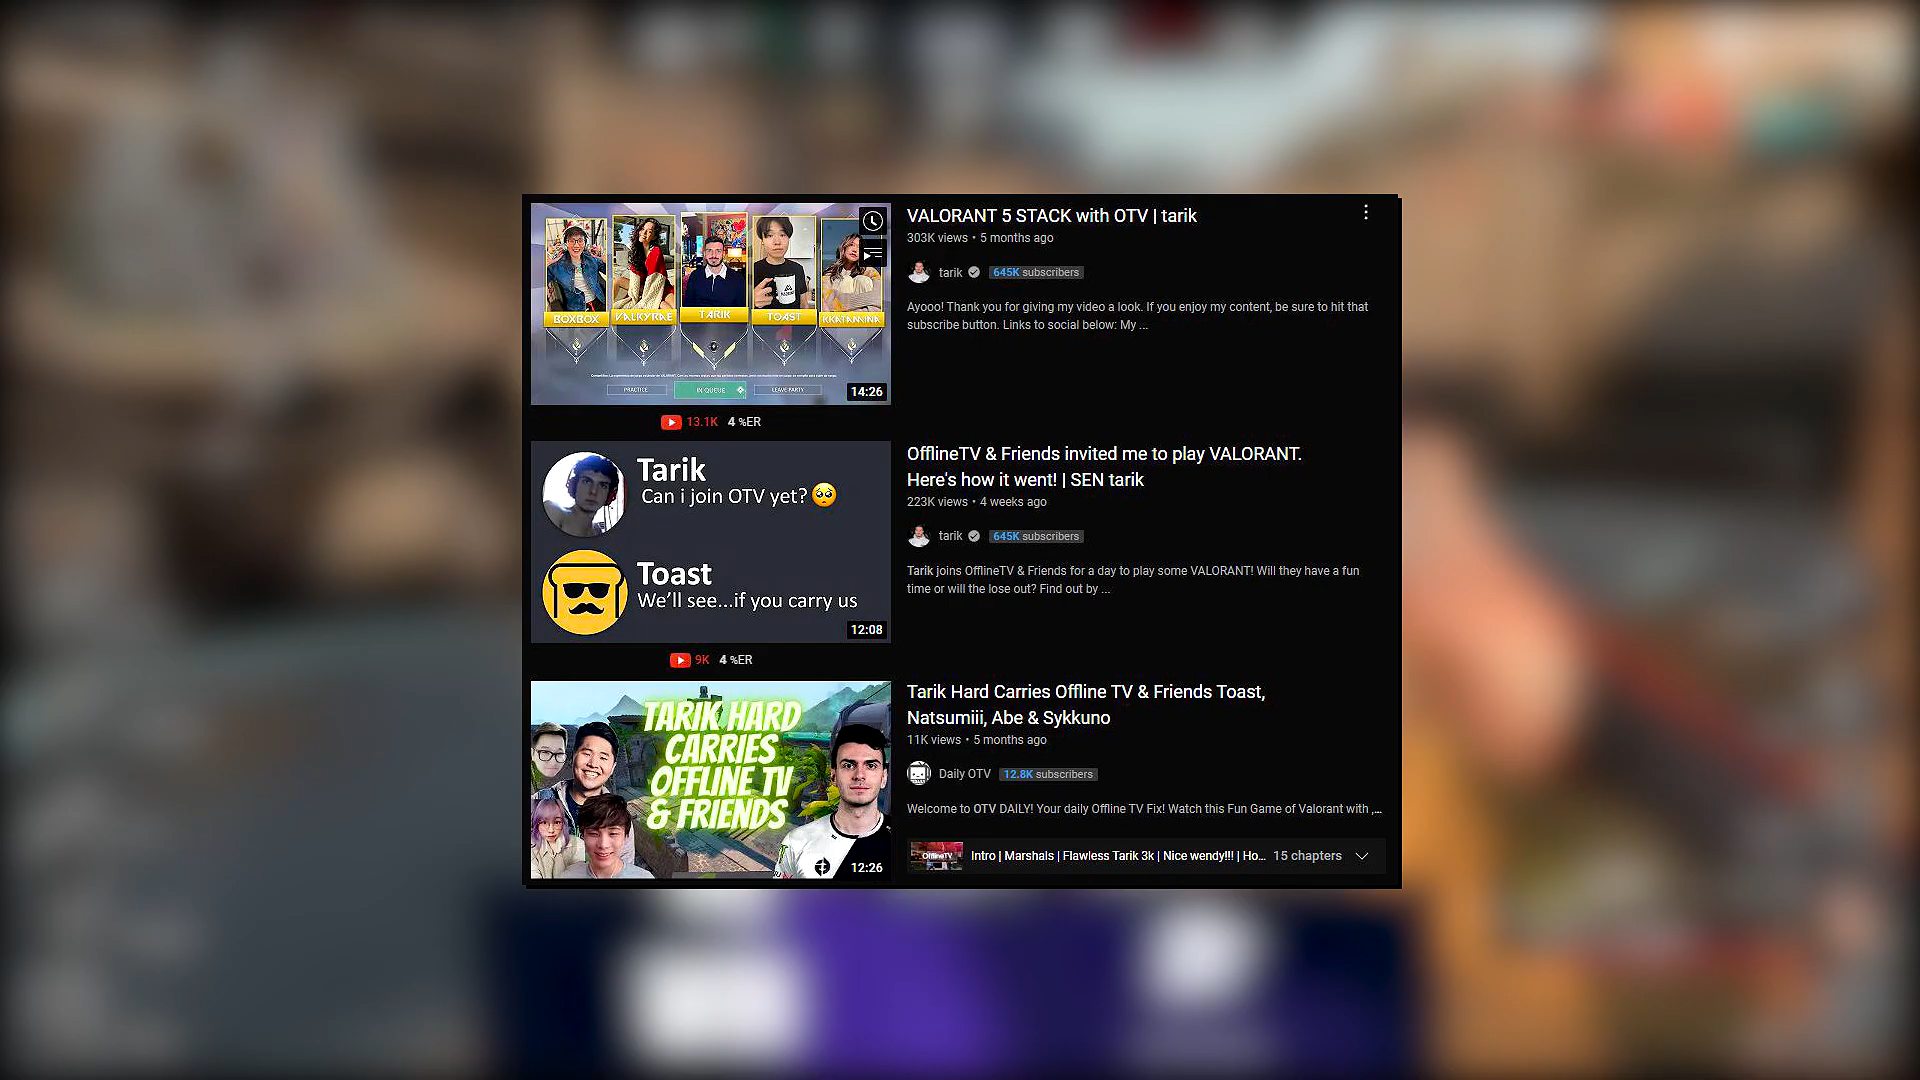 VALORANT 5 STACK with OTV | tarik
303K views • 5 months ago
tarik
645K subscribers
Ayooo! Thank you for giving my video a look. If you enjoy my content, be sure to hit that
subscribe button. Links to social below: My ...
BOXBOX VALKYRAE TARIK TOAST KKATAMINA
PRACTICE IN QUEUE LEAVE PARTY
14:26
13.1K 4 %ER
OfflineTV & Friends invited me to play VALORANT.
Here's how it went! | SEN tarik
223K views • 4 weeks ago
tarik
645K subscribers
Tarik joins OfflineTV & Friends for a day to play some VALORANT! Will they have a fun
time or will the lose out? Find out by ...
Tarik
Can i join OTV yet? 🥺
Toast
We'll see...if you carry us
12:08
9K 4 %ER
Tarik Hard Carries Offline TV & Friends Toast,
Natsumiii, Abe & Sykkuno
11K views • 5 months ago
Daily OTV
12.8K subscribers
Welcome to OTV DAILY! Your daily Offline TV Fix! Watch this Fun Game of Valorant with ,...
TARIK HARD
CARRIES
OFFLINE TV
& FRIENDS
12:26
OfflineTV
Intro | Marshals | Flawless Tarik 3k | Nice wendy!!! | Ho... 15 chapters